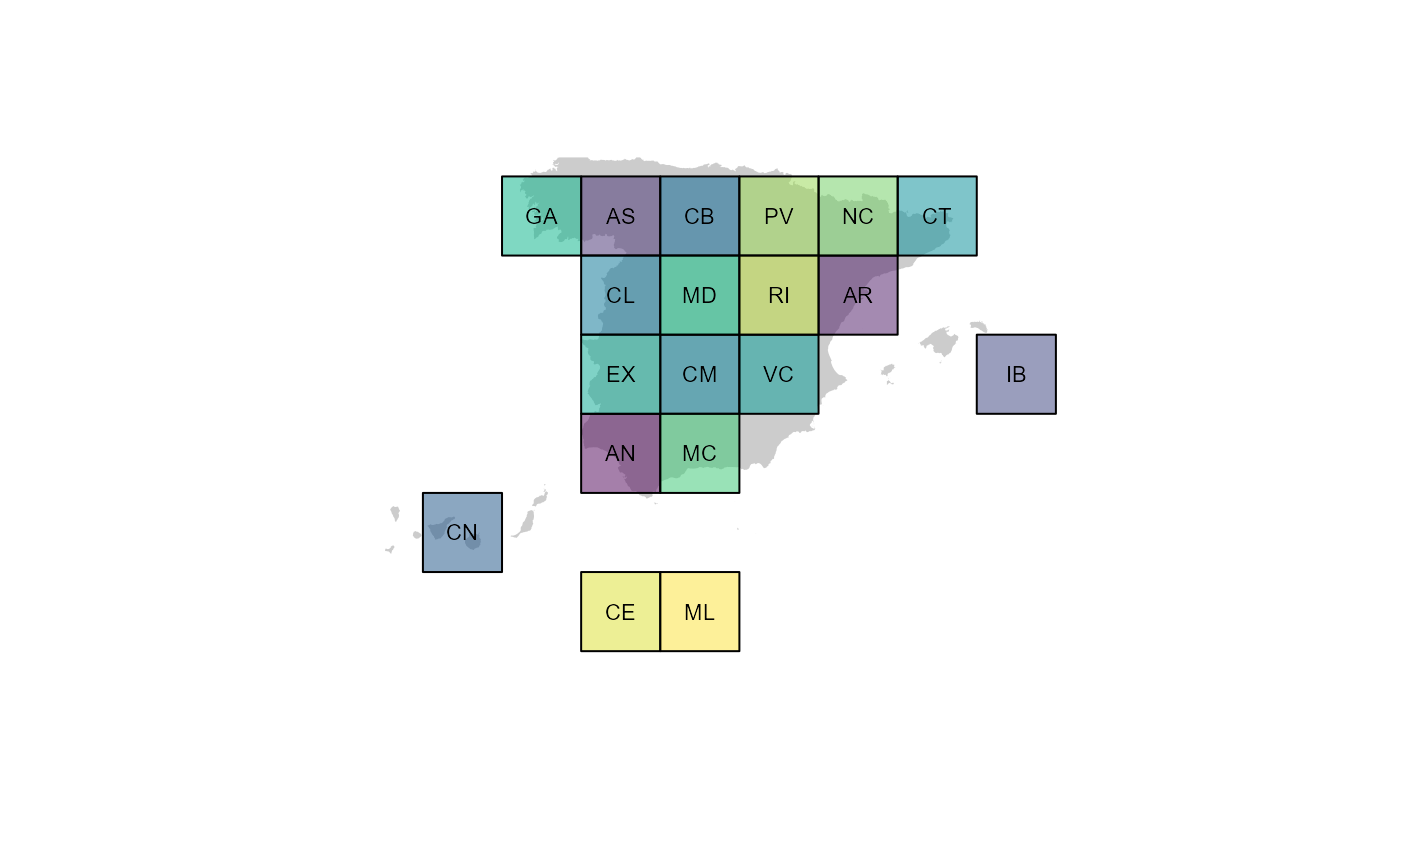 GA AS CB PV NC CT
CL MD RI AR
EX CM VC IB
AN MC
CN
CE ML